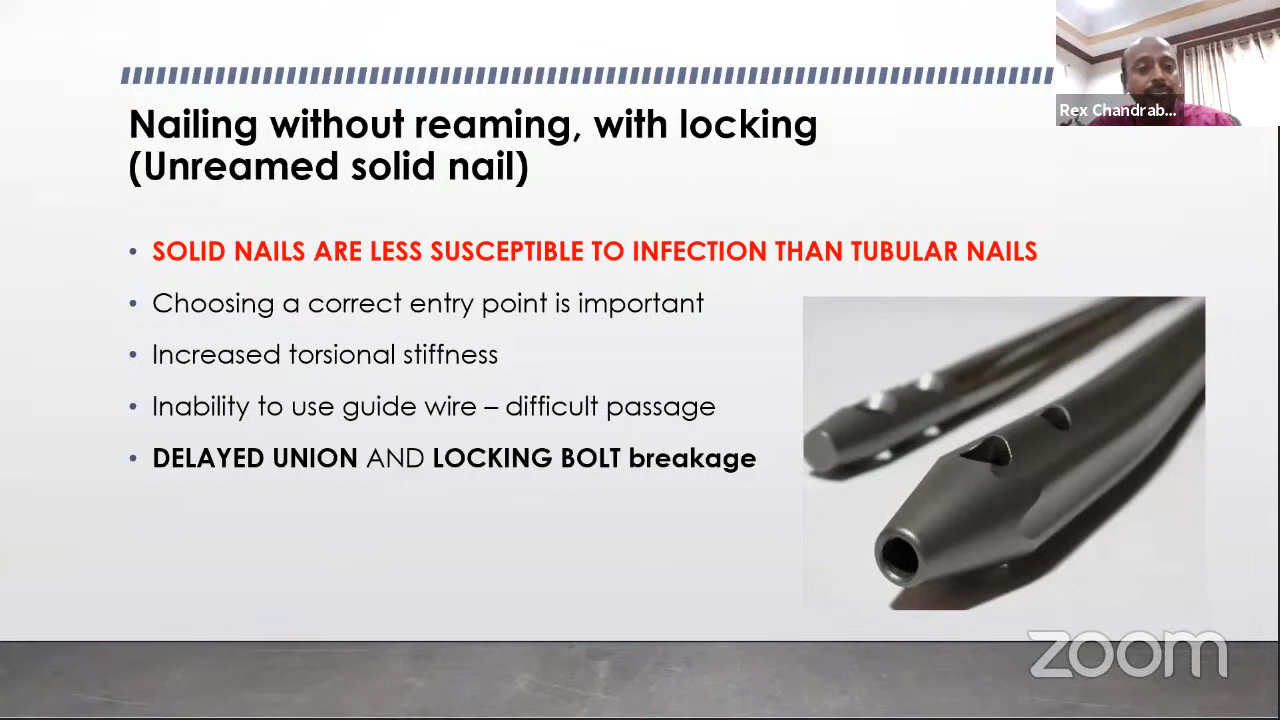 Rex Chandrab...
Nailing without reaming, with locking
(Unreamed solid nail)
• SOLID NAILS ARE LESS SUSCEPTIBLE TO INFECTION THAN TUBULAR NAILS
• Choosing a correct entry point is important
• Increased torsional stiffness
• Inability to use guide wire – difficult passage
• DELAYED UNION AND LOCKING BOLT breakage
zoom